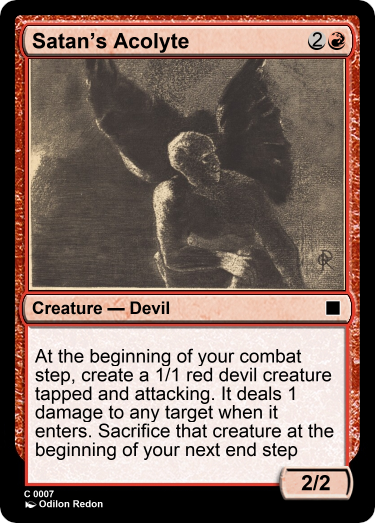 Satan's Acolyte 2
R
Creature — Devil
At the beginning of your combat
step, create a 1/1 red devil creature
tapped and attacking. It deals 1
damage to any target when it
enters. Sacrifice that creature at the
beginning of your next end step
2/2
C 0007
Odilon Redon